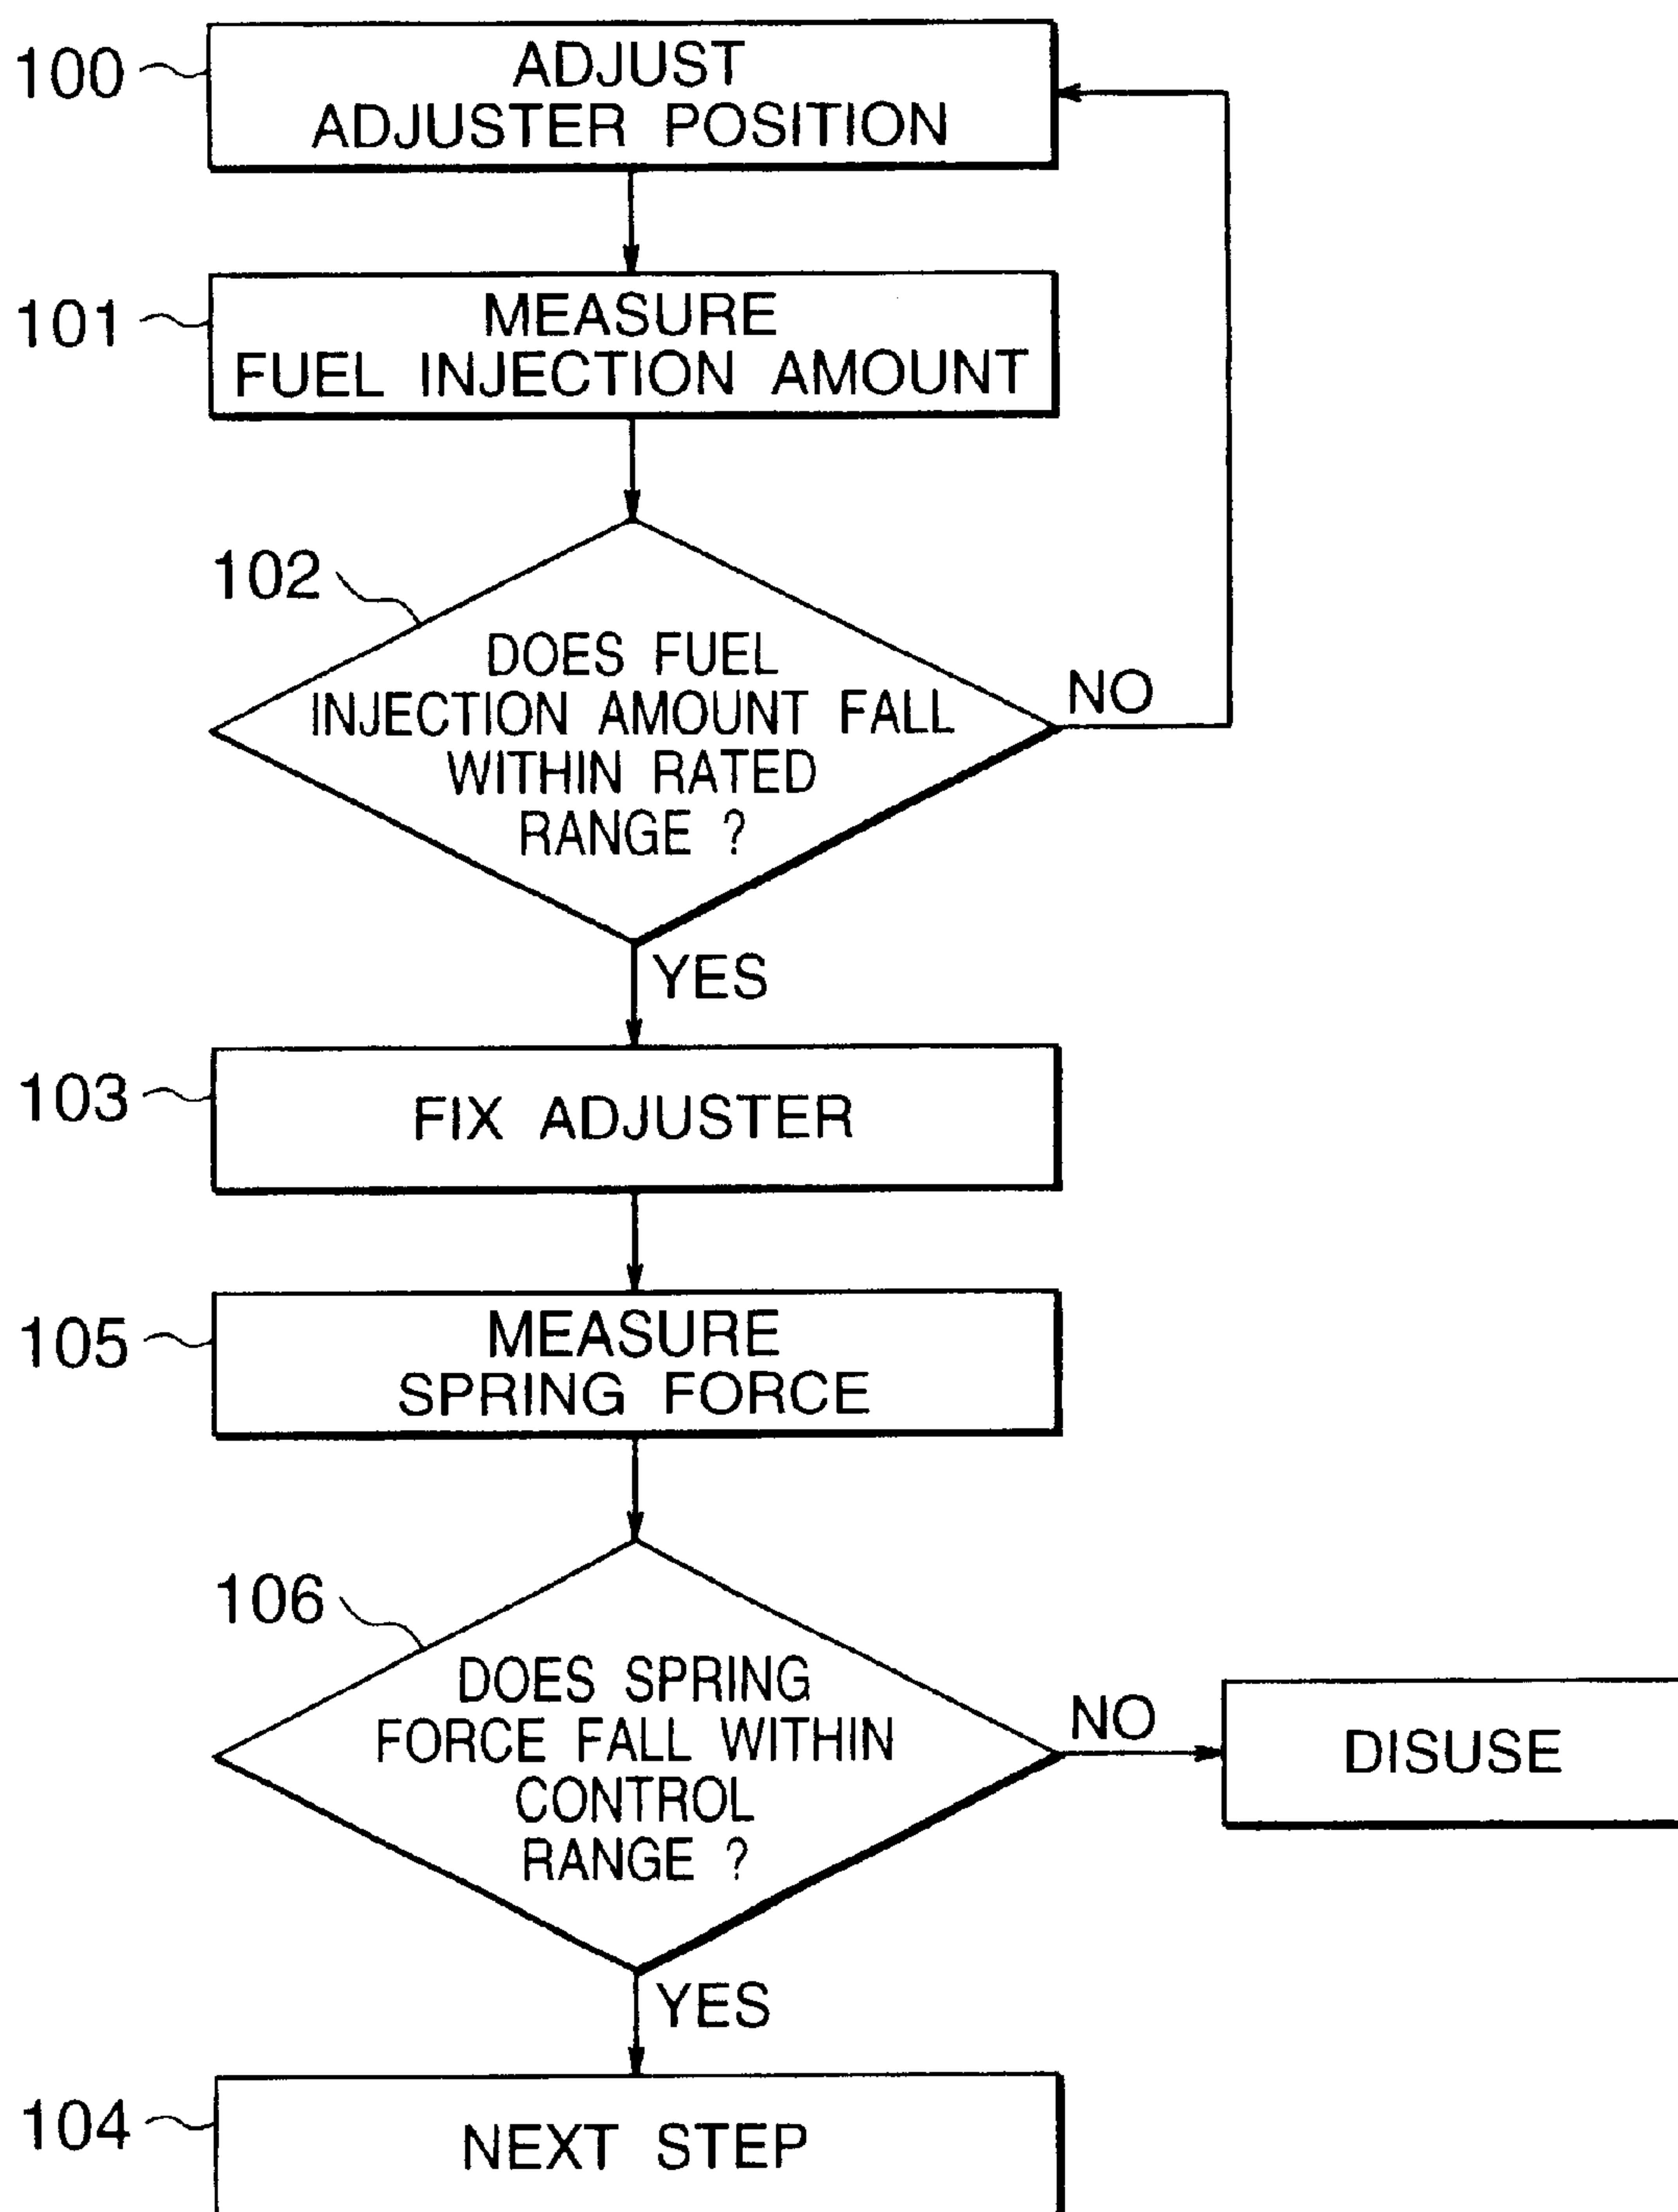 100
ADJUST
ADJUSTER POSITION
101
MEASURE
FUEL INJECTION AMOUNT
102
DOES FUEL
INJECTION AMOUNT FALL
WITHIN RATED
RANGE ?
NO
YES
103
FIX ADJUSTER
105
MEASURE
SPRING FORCE
106
DOES SPRING
FORCE FALL WITHIN
CONTROL
RANGE ?
NO
DISUSE
YES
104
NEXT STEP